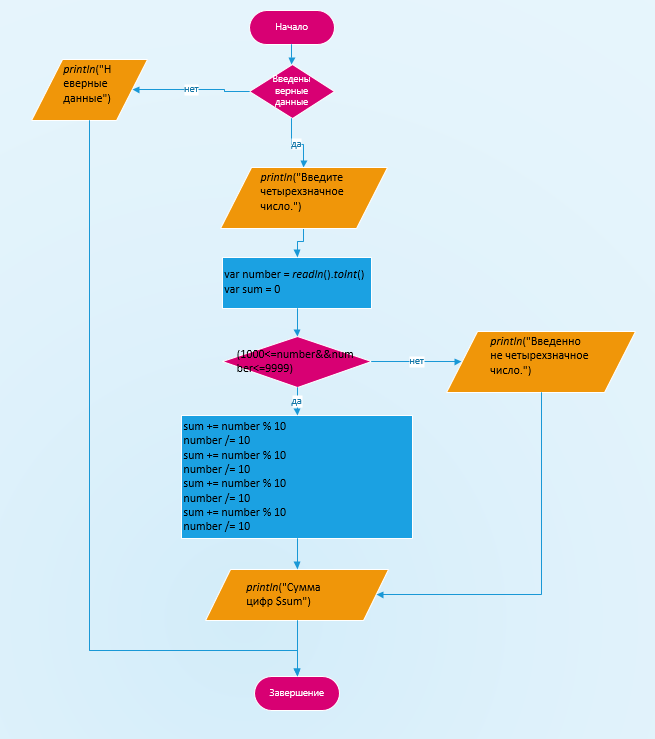 Начало
Введены
верные
данные
нет
println("Н
еверные
данные")
да
println("Введите
четырехзначное
число.")
var number = readln().toInt()
var sum = 0
(1000<=number&&num
ber<=9999)
нет
println("Введенно
не четырехзначное
число.")
да
sum += number % 10
number /= 10
sum += number % 10
number /= 10
sum += number % 10
number /= 10
sum += number % 10
number /= 10
println("Сумма
цифр $sum")
Завершение